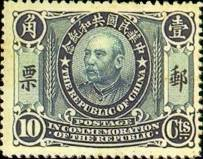 中華民國共和紀念
壹角
郵票
THE REPUBLIC OF CHINA
POSTAGE
IN COMMEMORATION
OF THE REPUBLIC
10 Cts